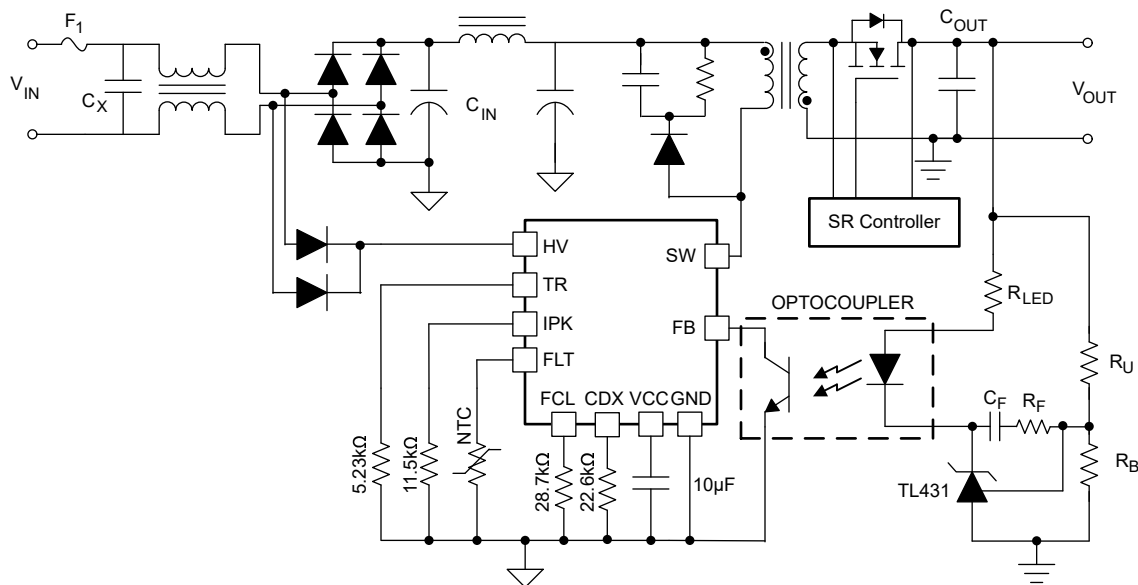 F1
VIN
CX
CIN
COUT
VOUT
SR Controller
HV
SW
TR
IPK
FB
FLT
FCL
CDX
VCC
GND
OPTOCOUPLER
RLED
RU
CF
RF
RB
TL431
NTC
5.23kΩ
11.5kΩ
28.7kΩ
22.6kΩ
10µF